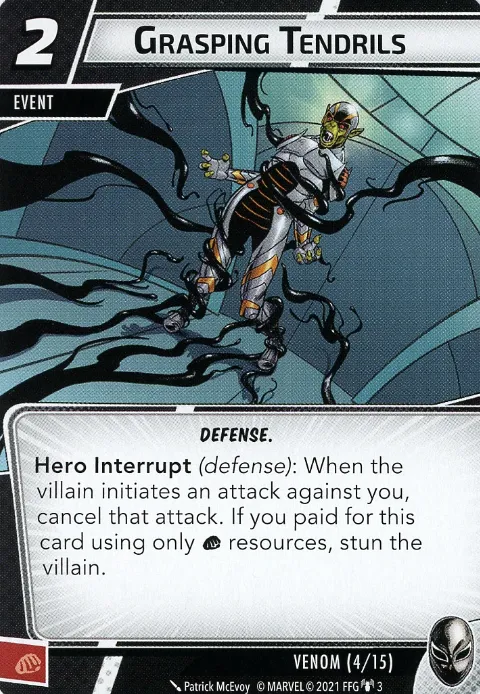 2
GRASPING TENDRILS
EVENT
DEFENSE.
Hero Interrupt (defense): When the
villain initiates an attack against you,
cancel that attack. If you paid for this
card using only resources, stun the
villain.
VENOM (4/15)
Patrick McEvoy © MARVEL © 2021 FFG 3